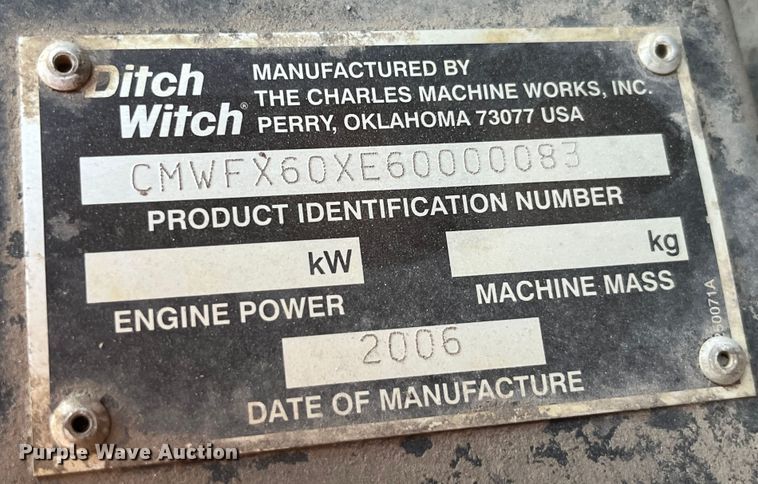 Ditch
Witch®
MANUFACTURED BY
THE CHARLES MACHINE WORKS, INC.
PERRY, OKLAHOMA 73077 USA
CMWFX60XE60000083
PRODUCT IDENTIFICATION NUMBER
kW
kg
ENGINE POWER
MACHINE MASS
2006
DATE OF MANUFACTURE
Purple Wave Auction